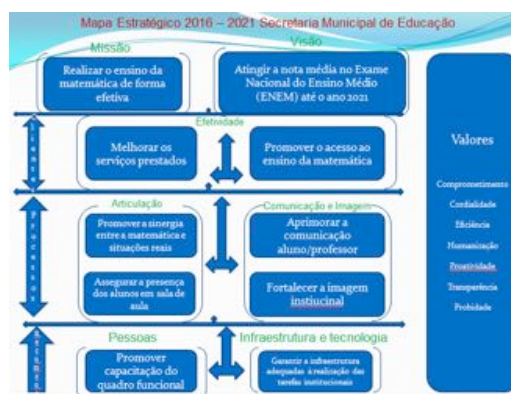 Mapa Estratégico 2016 – 2021 Secretaria Municipal de Educação
Missão
Visão
Realizar o ensino da
matemática de forma
efetiva
Atingir a nota média no Exame
Nacional do Ensino Médio
(ENEM) até o ano 2021
Efetividade
Melhorar os
serviços prestados
Promover o acesso ao
ensino da matemática
Articulação
Comunicação e Imagem
Promover a sinergia
entre a matemática e
situações reais
Aprimorar a
comunicação
aluno/professor
Assegurar a presença
dos alunos em sala de
aula
Fortalecer a imagem
instiucinal
Processos
Pessoas
Infraestrutura e tecnologia
Promover
capacitação do
quadro funcional
Garantir a infraestrutura
adequadas à realização das
tarefas institucionais
Valores
Comprometimento
Cordialidade
Eficiência
Humanização
Proatividade
Transparência
Probidade